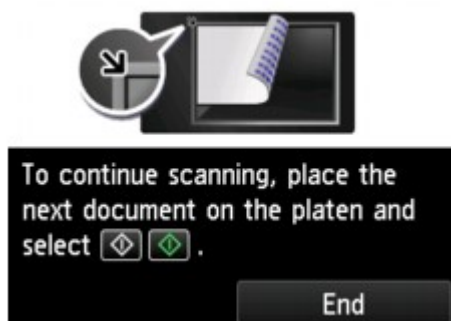 To continue scanning, place the
next document on the platen and
select .
End